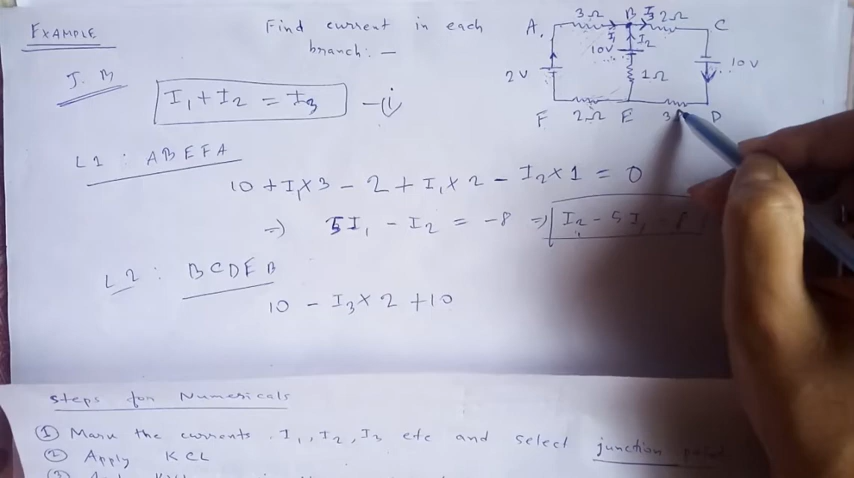 EXAMPLE
Find current in each branch:-
A B C
3Ω I3 2Ω
I1 I2
10V
2V 1Ω 10V
F 2Ω E 3Ω D
J. B
I1 + I2 = I3 -(i)
L1 : ABEFA
10 + I1×3 - 2 + I1×2 - I2×1 = 0
=> 5I1 - I2 = -8 => I2 - 5I1 = 8
L2 : BCDEB
10 - I3×2 + 10
Steps for Numericals
① Mark the currents I1, I2, I3 etc and select junction point
② Apply KCL